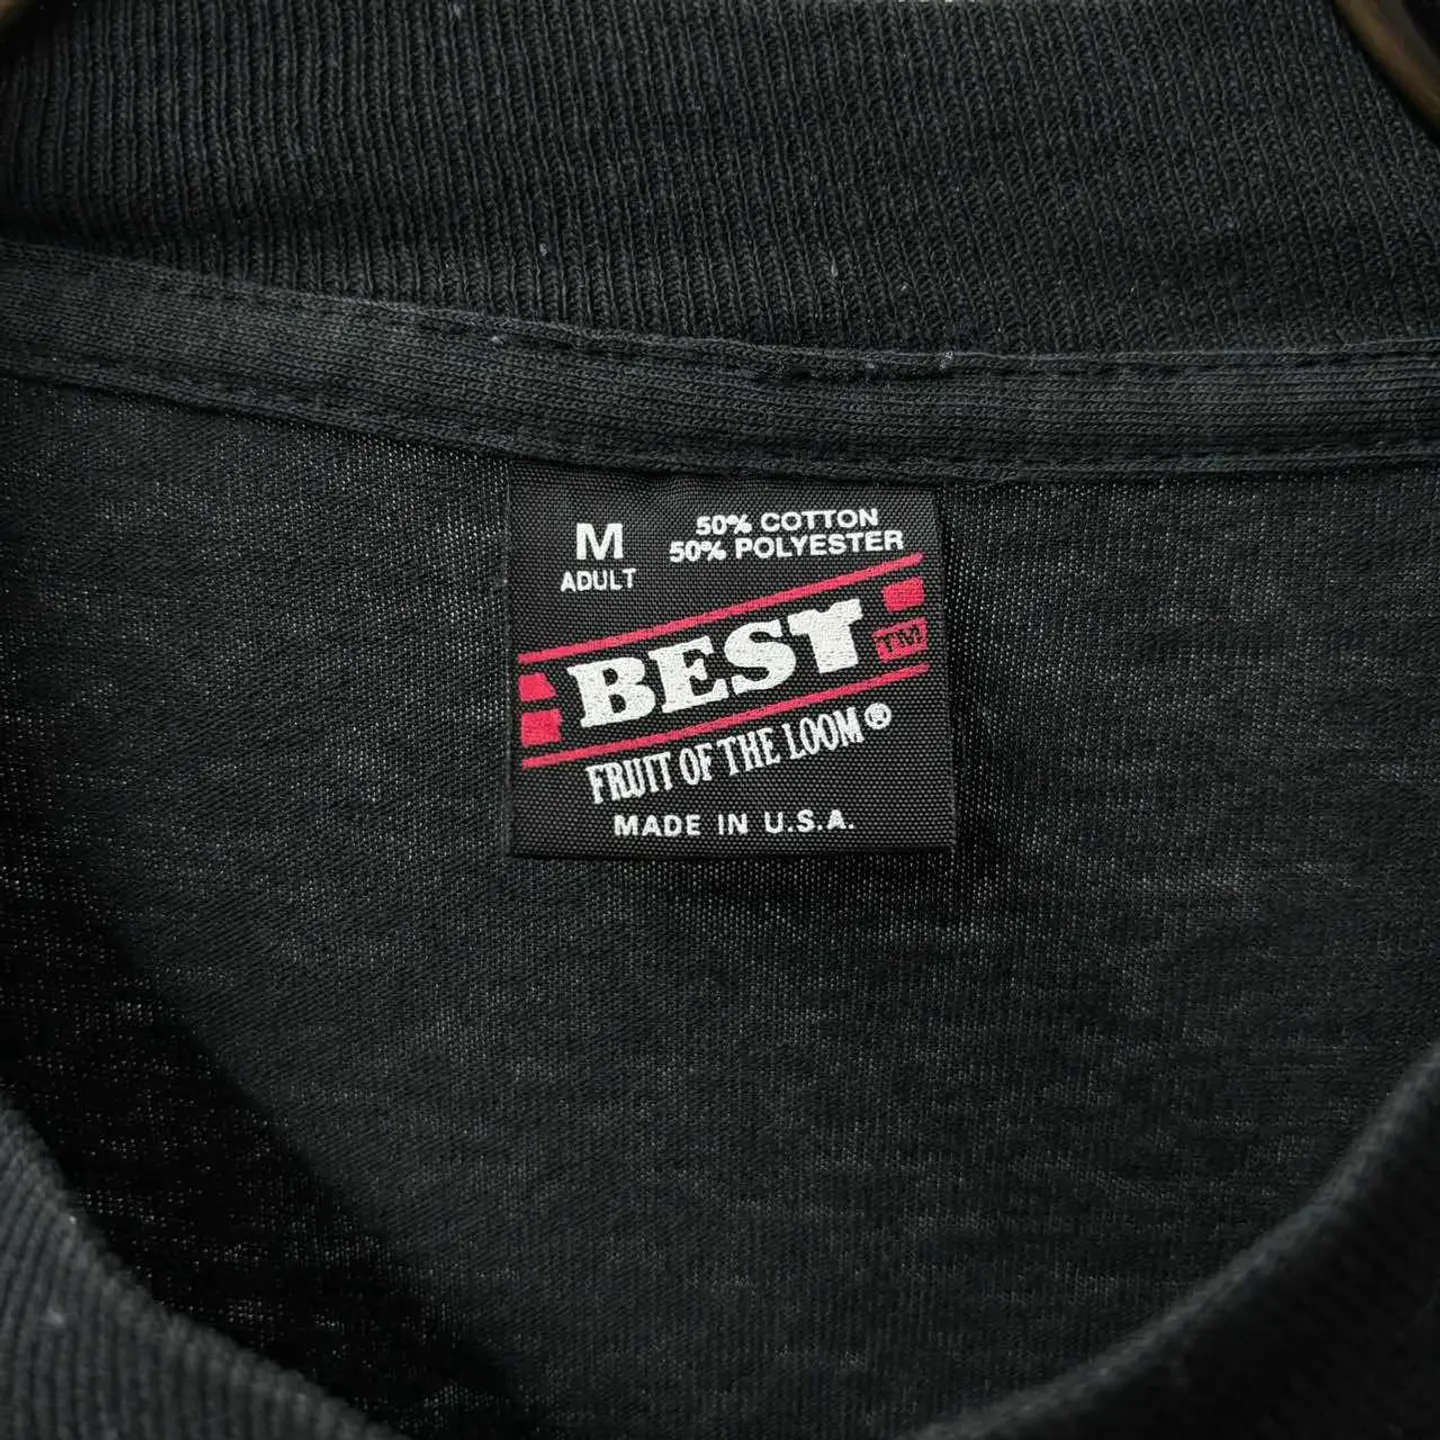 M
ADULT
50% COTTON
50% POLYESTER
BEST ™
FRUIT OF THE LOOM®
MADE IN U.S.A.